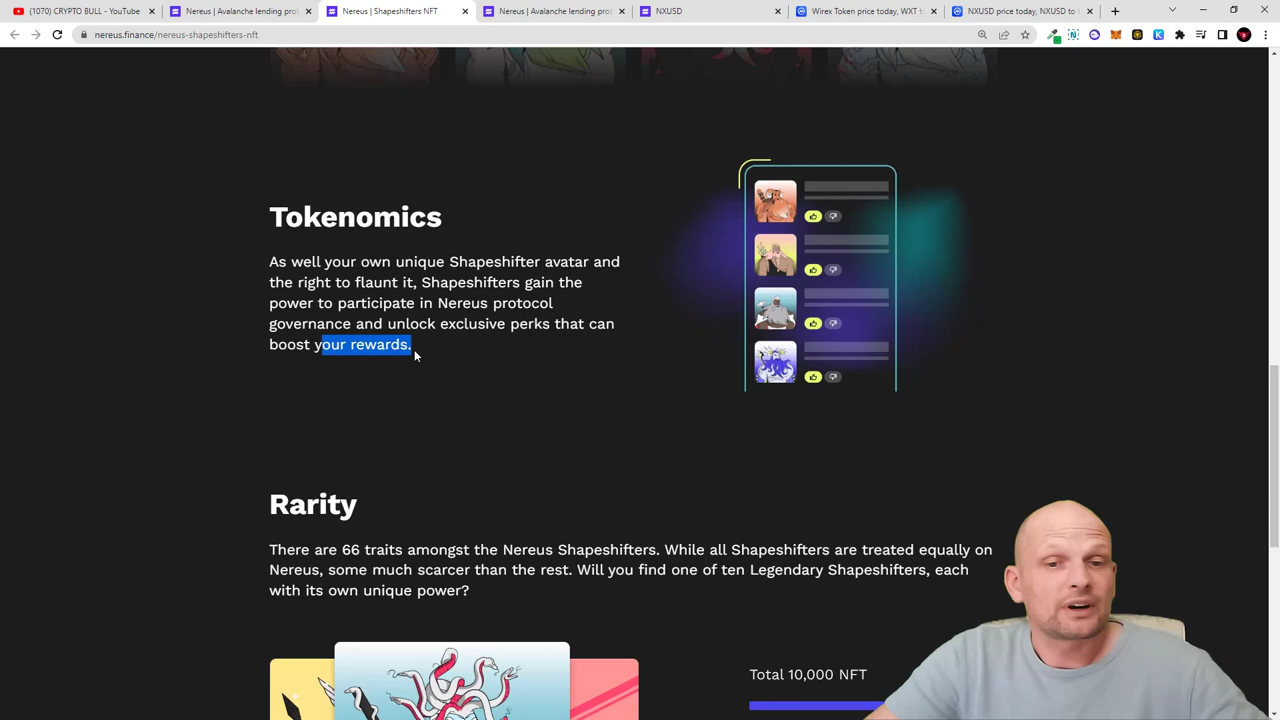 (1070) CRYPTO BULL - YouTube
Nereus | Avalanche lending pro
Nereus | Shapeshifters NFT
Nereus | Avalanche lending pro
NXUSD
Wirex Token price today, WXT to
NXUSD price today, NXUSD to
nereus.finance/nereus-shapeshifters-nft
Tokenomics
As well your own unique Shapeshifter avatar and
the right to flaunt it, Shapeshifters gain the
power to participate in Nereus protocol
governance and unlock exclusive perks that can
boost your rewards.
Rarity
There are 66 traits amongst the Nereus Shapeshifters. While all Shapeshifters are treated equally on
Nereus, some much scarcer than the rest. Will you find one of ten Legendary Shapeshifters, each
with its own unique power?
Total 10,000 NFT